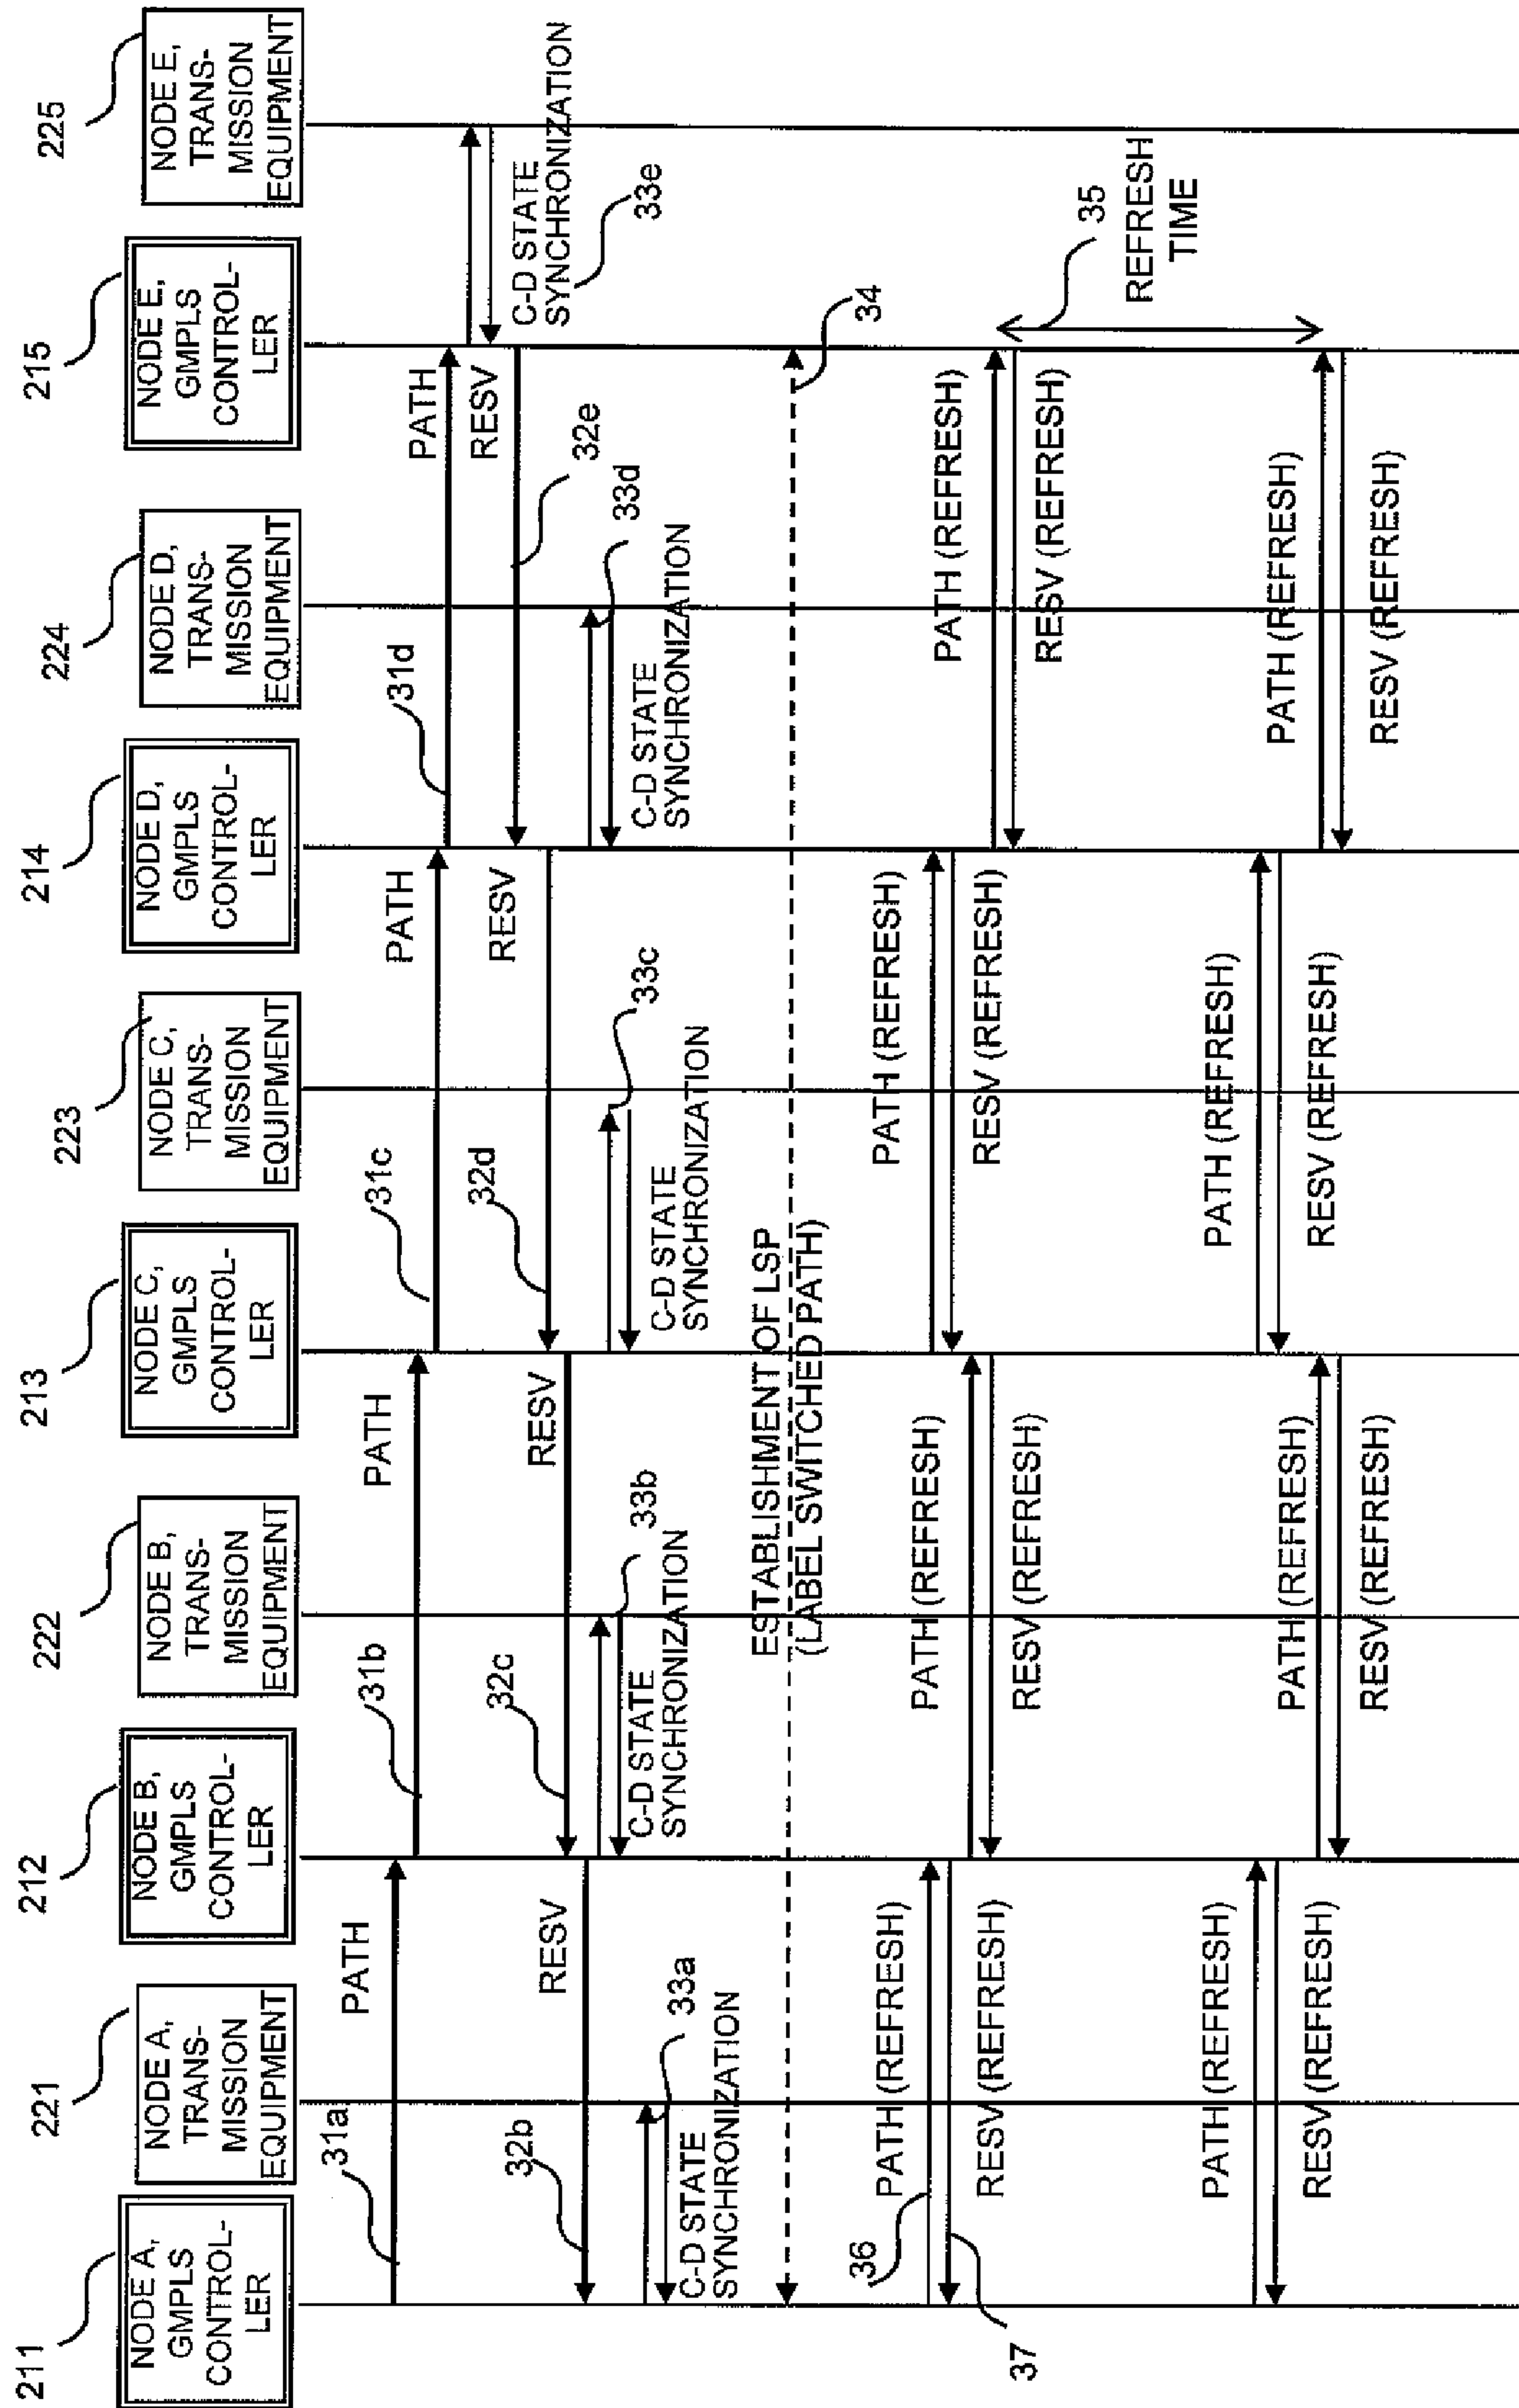 211
NODE A,
GMPLS
CONTROL-
LER
221
NODE A,
TRANS-
MISSION
EQUIPMENT
212
NODE B,
GMPLS
CONTROL-
LER
222
NODE B,
TRANS-
MISSION
EQUIPMENT
213
NODE C,
GMPLS
CONTROL-
LER
223
NODE C,
TRANS-
MISSION
EQUIPMENT
214
NODE D,
GMPLS
CONTROL-
LER
224
NODE D,
TRANS-
MISSION
EQUIPMENT
215
NODE E,
GMPLS
CONTROL-
LER
225
NODE E,
TRANS-
MISSION
EQUIPMENT
31a
PATH
31b
PATH
31c
PATH
31d
PATH
RESV
32e
C-D STATE
SYNCHRONIZATION
33e
RESV
32d
RESV
32c
RESV
32b
33d
C-D STATE
SYNCHRONIZATION
33c
C-D STATE
SYNCHRONIZATION
33b
C-D STATE
SYNCHRONIZATION
33a
C-D STATE
SYNCHRONIZATION
ESTABLISHMENT OF LSP
(LABEL SWITCHED PATH)
34
36
PATH (REFRESH)
RESV (REFRESH)
37
PATH (REFRESH)
RESV (REFRESH)
PATH (REFRESH)
RESV (REFRESH)
PATH (REFRESH)
RESV (REFRESH)
35
REFRESH
TIME
PATH (REFRESH)
RESV (REFRESH)
PATH (REFRESH)
RESV (REFRESH)
PATH (REFRESH)
RESV (REFRESH)
PATH (REFRESH)
RESV (REFRESH)